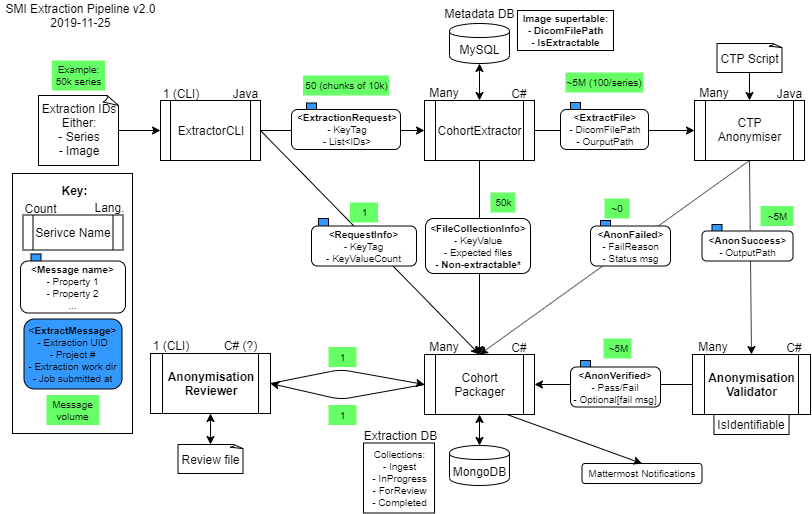 SMI Extraction Pipeline v2.0
2019-11-25
Metadata DB
MySQL
Image supertable:
- DicomFilePath
- IsExtractable
Example:
50k series
Extraction IDs
Either:
- Series
- Image
1 (CLI)
Java
ExtractorCLI
50 (chunks of 10k)
<ExtractionRequest>
- KeyTag
- List<IDs>
Many
C#
CohortExtractor
~5M (100/series)
<ExtractFile>
- DicomFilePath
- OurputPath
CTP Script
Many
Java
CTP
Anonymiser
Key:
Count
Lang.
Serivce Name
<Message name>
- Property 1
- Property 2
...
<ExtractMessage>
- Extraction UID
- Project #
- Extraction work dir
- Job submitted at
Message
volume
1
<RequestInfo>
- KeyTag
- KeyValueCount
50k
<FileCollectionInfo>
- KeyValue
- Expected files
- Non-extractable*
~0
<AnonFailed>
- FailReason
- Status msg
~5M
<AnonSuccess>
- OutputPath
1 (CLI)
C# (?)
Anonymisation
Reviewer
1
1
Many
C#
Cohort
Packager
~5M
<AnonVerified>
- Pass/Fail
- Optional[fail msg]
Many
C#
Anonymisation
Validator
IsIdentifiable
Review file
Extraction DB
Collections:
- Ingest
- InProgress
- ForReview
- Completed
MongoDB
Mattermost Notifications